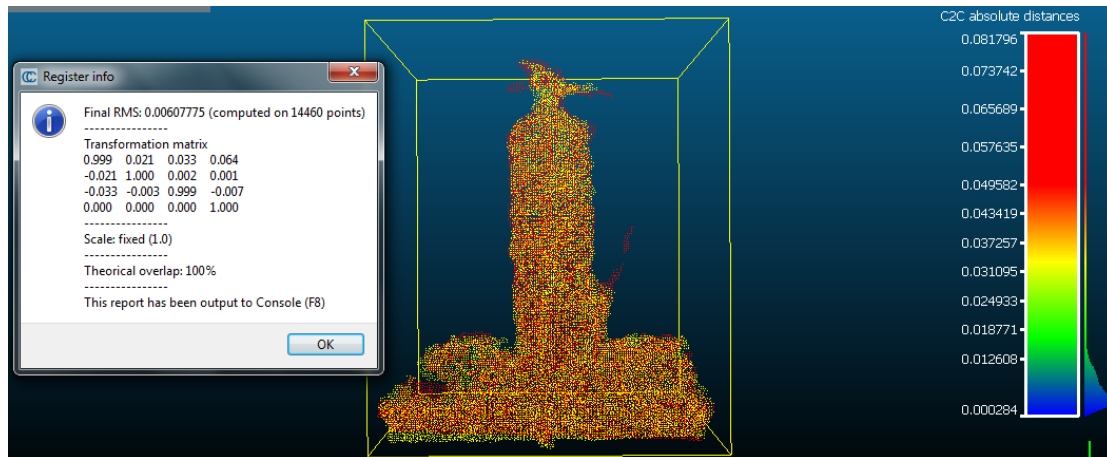 C2C absolute distances
Register info
Final RMS: 0.00607775 (computed on 14460 points)
----------------
Transformation matrix
0.999 0.021 0.033 0.064
-0.021 1.000 0.002 0.001
-0.033 -0.003 0.999 -0.007
0.000 0.000 0.000 1.000
----------------
Scale: fixed (1.0)
----------------
Theorical overlap: 100%
----------------
This report has been output to Console (F8)
OK
0.081796
0.073742
0.065689
0.057635
0.049582
0.043419
0.037257
0.031095
0.024933
0.018771
0.012608
0.000284